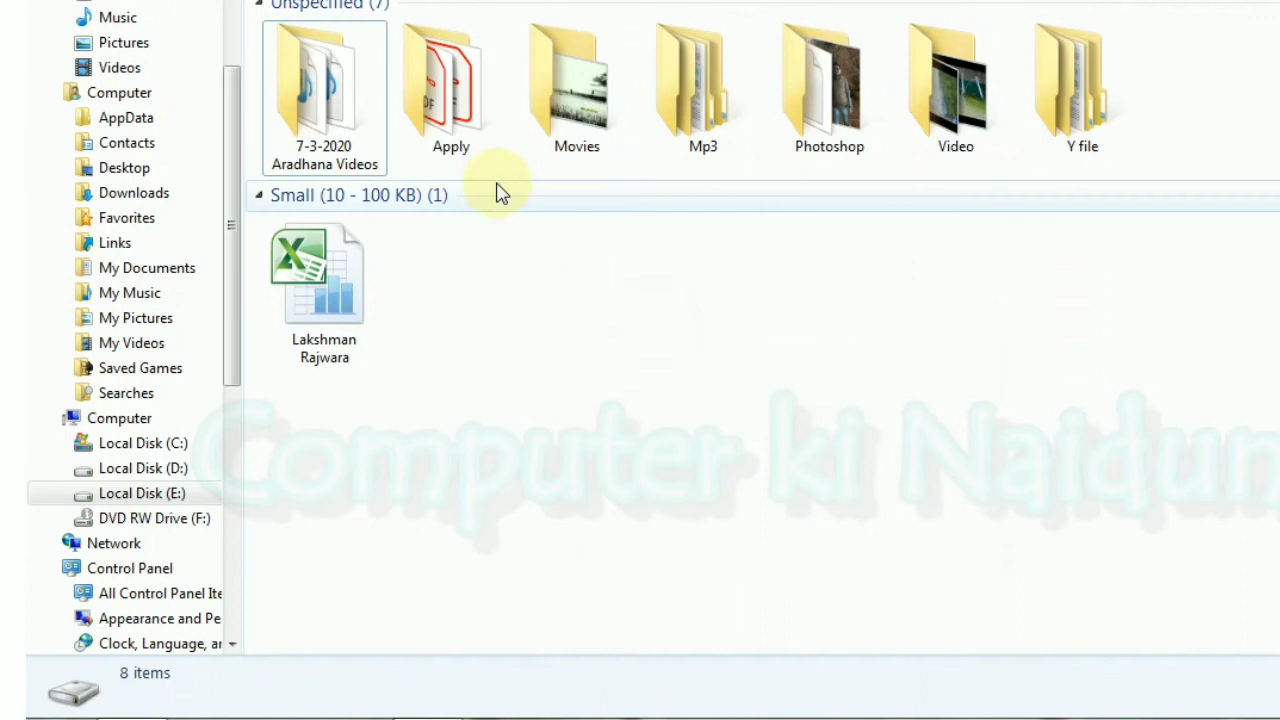 Music
Pictures
Videos
Computer
AppData
Contacts
Desktop
Downloads
Favorites
Links
My Documents
My Music
My Pictures
My Videos
Saved Games
Searches
Computer
Local Disk (C:)
Local Disk (D:)
Local Disk (E:)
DVD RW Drive (F:)
Network
Control Panel
All Control Panel Ite
Appearance and Pe
Clock, Language, a
Unspecified (7)
7-3-2020
Aradhana Videos
Apply
Movies
Mp3
Photoshop
Video
Y file
Small (10 - 100 KB) (1)
Lakshman
Rajwara
Computer ki Naidun
8 items